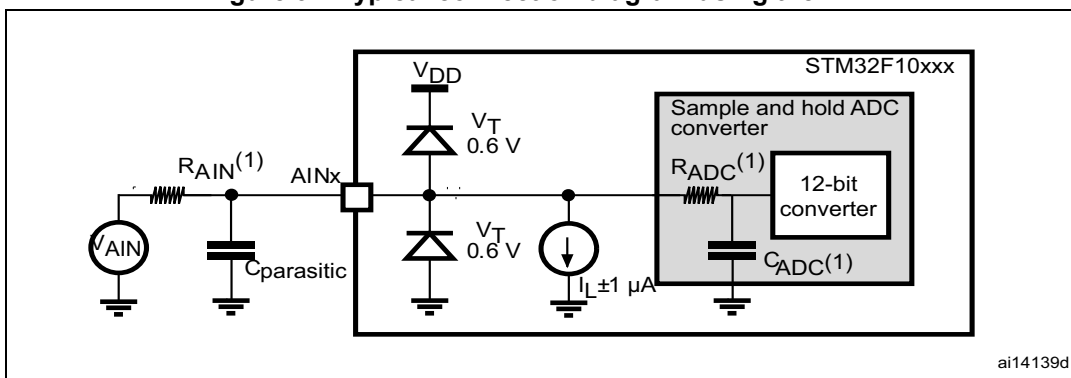 STM32F10xxx
VDD
Sample and hold ADC
converter
VT
0.6 V
RAIN(1)
AINx
RADC(1)
12-bit
converter
VAIN
Cparasitic
VT
0.6 V
IL±1 µA
CADC(1)
ai14139d